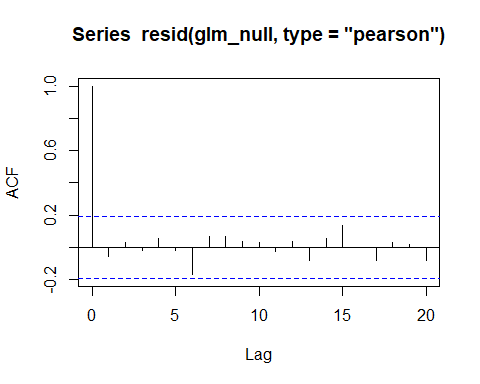 Series resid(glm_null, type = "pearson")
ACF
1.0
0.6
0.2
-0.2
0 5 10 15 20
Lag